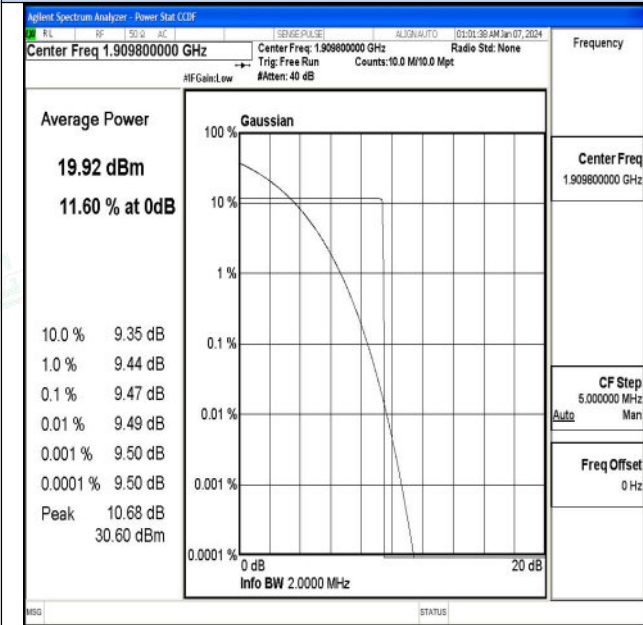 Agilent Spectrum Analyzer - Power Stat CCDF
RL RF 50 Ω AC SENSE:PULSE ALIGNAUTO 01:01:39 AM Jan 07, 2024
Center Freq 1.909800000 GHz
Center Freq: 1.909800000 GHz Radio Std: None
Trig: Free Run Counts:10.0 M/10.0 Mpt
#IFGain:Low #Atten: 40 dB
Frequency
Average Power
19.92 dBm
11.60 % at 0dB
10.0 % 9.35 dB
1.0 % 9.44 dB
0.1 % 9.47 dB
0.01 % 9.49 dB
0.001 % 9.50 dB
0.0001 % 9.50 dB
Peak 10.68 dB
30.60 dBm
Gaussian
100 %
10 %
1 %
0.1 %
0.01 %
0.001 %
0.0001 %
0 dB 20 dB
Info BW 2.0000 MHz
Center Freq
1.909800000 GHz
CF Step
5.000000 MHz
Auto Man
Freq Offset
0 Hz
MSG STATUS